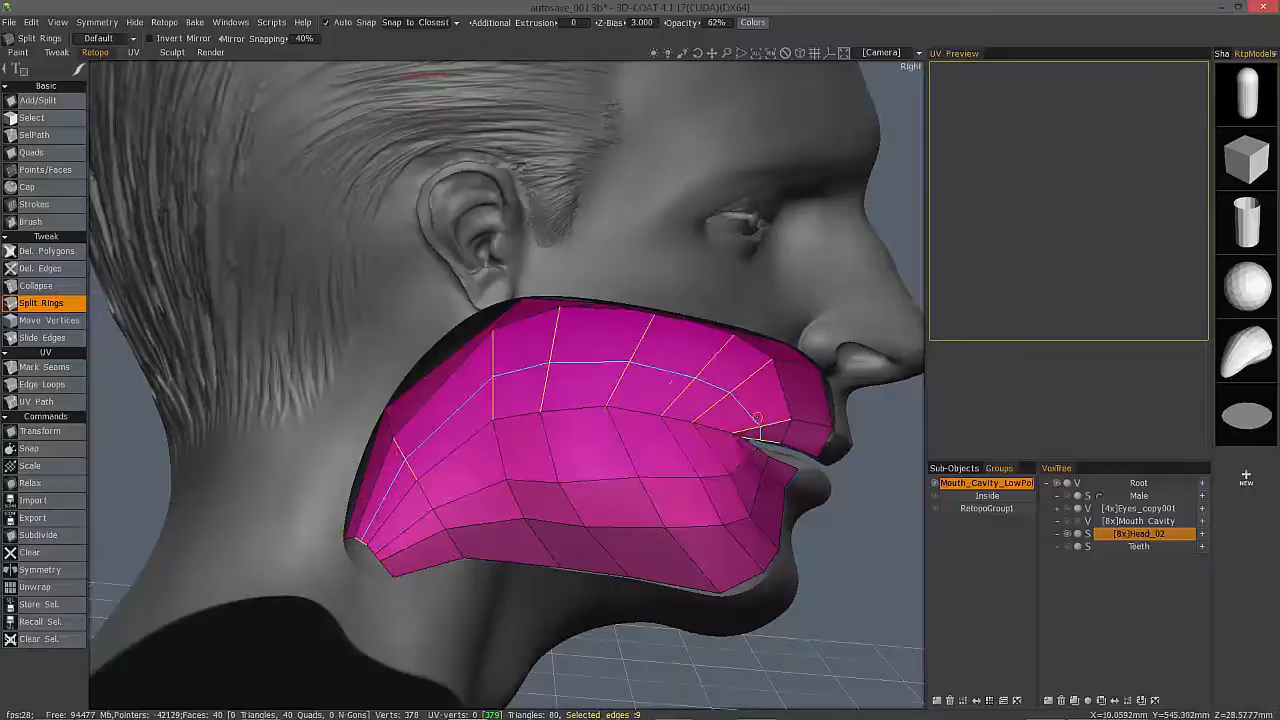 autosave_0013b* - 3D-COAT 4.1.17(CUDA)(DX64)
File Edit Views Symmetry Hide Retopo Bake Windows Scripts Help Auto Snap Snap to Closest Additional Extrusion 0 Z-Bias 3.000 Opacity 62% Colors
Split Rings Default Invert Mirror Mirror Snapping 40%
Paint Tweak Retopo UV Sculpt Render [Camera] UV Preview Sha RtpModels
Right
Basic
Add/Split
Select
SelPath
Quads
Points/Faces
Cap
Strokes
Brush
Tweak
Del. Polygons
Del. Edges
Collapse
Split Rings
Move Vertices
Slide Edges
UV
Mark Seams
Edge Loops
UV Path
Commands
Transform
Snap
Scale
Relax
Import
Export
Subdivide
Clear
Symmetry
Unwrap
Store Sel.
Recall Sel.
Clear Sel.
Sub-Objects Groups
Mouth_Cavity_LowPol
Inside
RetopoGroup1
VoxTree
V Root
S Male
V [4x]Eyes_copy001
V [8x]Mouth Cavity
S [8x]Head_02
S Teeth
NEW
fps:28; Free: 94477 Mb,Pointers: -42129;Faces: 40 [0 Triangles, 40 Quads, 0 N-Gons] Verts: 378 UV-verts: 0 [379] Triangles: 80, Selected edges :9 X=10.0592mm Y=545.302mm Z=28.5777mm